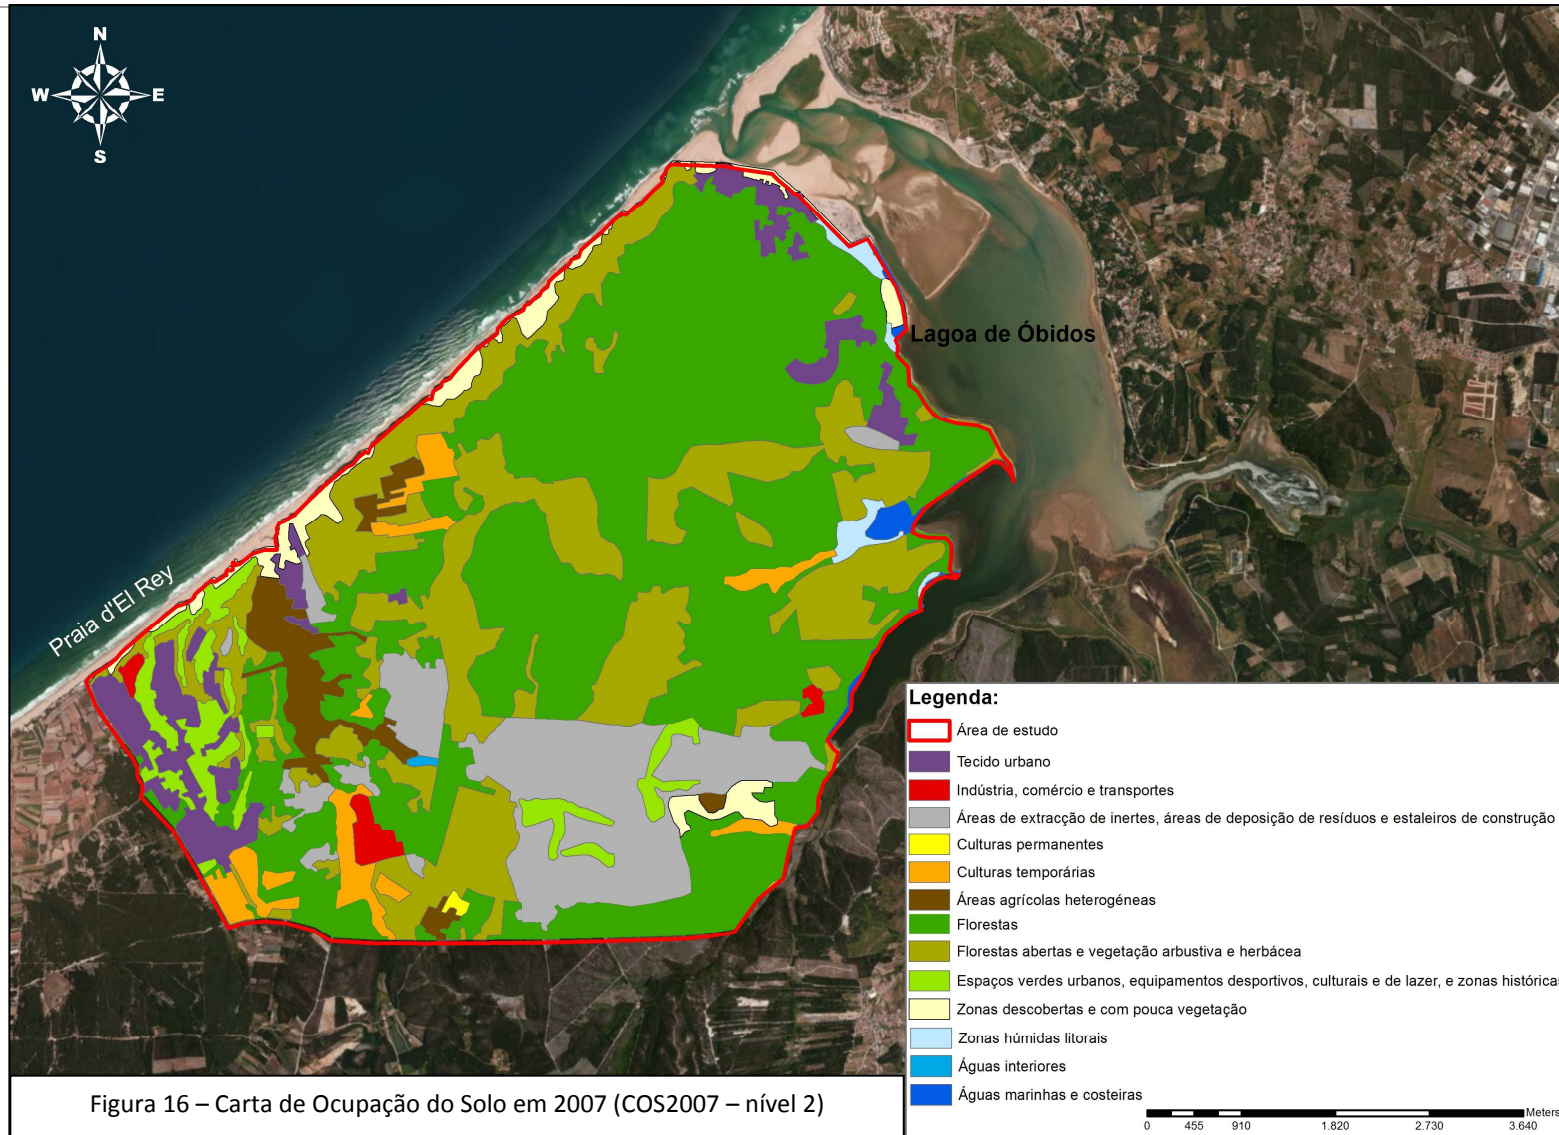 N
W E
S
Lagoa de Óbidos
Praia d'El Rey
Legenda:
Área de estudo
Tecido urbano
Indústria, comércio e transportes
Áreas de extracção de inertes, áreas de deposição de resíduos e estaleiros de construção
Culturas permanentes
Culturas temporárias
Áreas agrícolas heterogéneas
Florestas
Florestas abertas e vegetação arbustiva e herbácea
Espaços verdes urbanos, equipamentos desportivos, culturais e de lazer, e zonas históricas
Zonas descobertas e com pouca vegetação
Zonas húmidas litorais
Águas interiores
Águas marinhas e costeiras
Meters
0 455 910 1.820 2.730 3.640
Figura 16 – Carta de Ocupação do Solo em 2007 (COS2007 – nível 2)